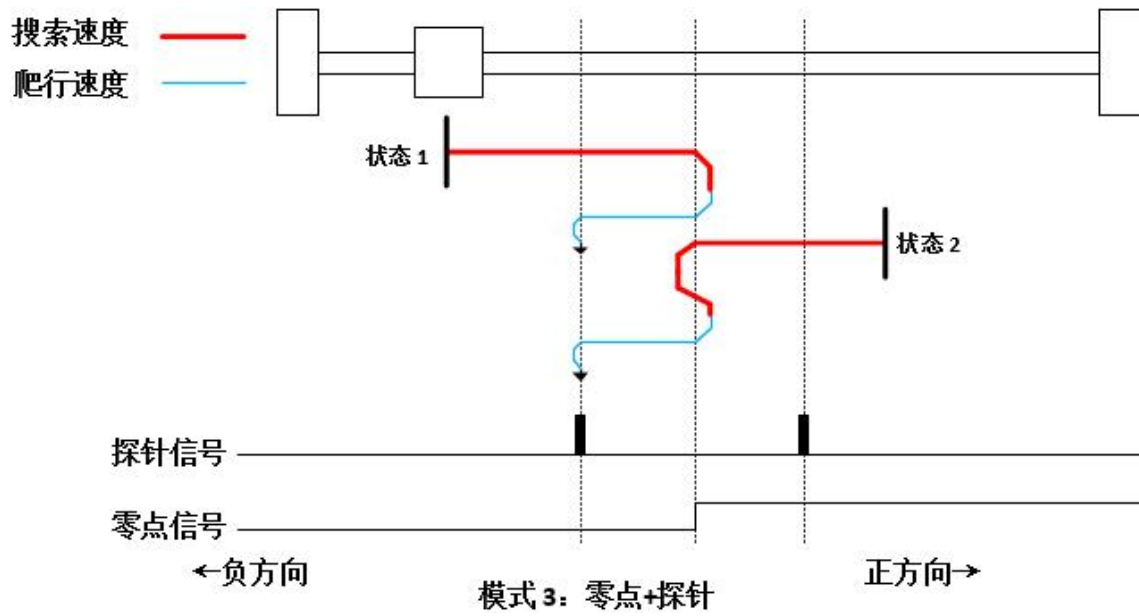 搜索速度
爬行速度
状态 1
状态 2
探针信号
零点信号
←负方向
正方向→
模式 3：零点+探针